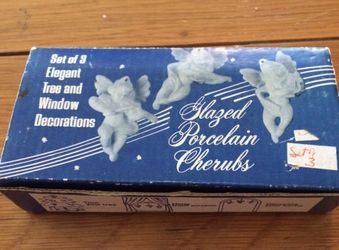 Set of 3
Elegant
Tree and
Window
Decorations
Glazed
Porcelain
Cherubs
Set of
3